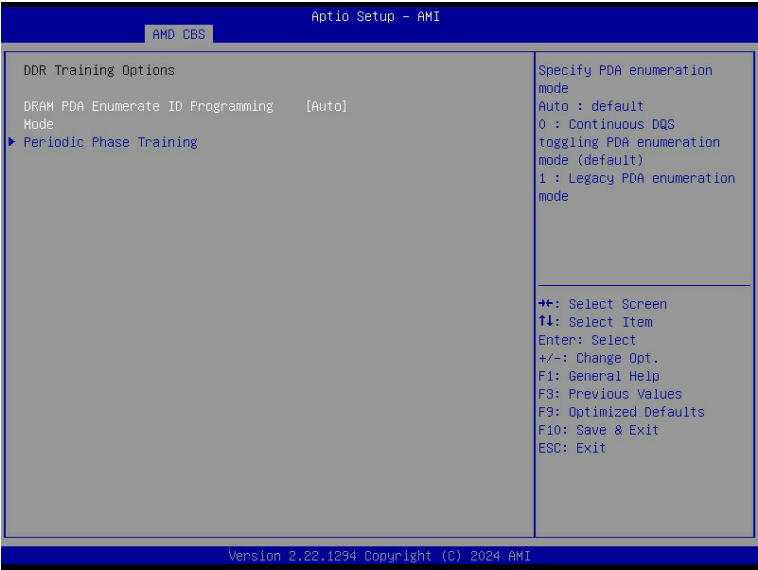 Aptio Setup – AMI
AMD CBS
DDR Training Options
DRAM PDA Enumerate ID Programming [Auto]
Mode
Periodic Phase Training
Specify PDA enumeration
mode
Auto : default
0 : Continuous DQS
toggling PDA enumeration
mode (default)
1 : Legacy PDA enumeration
mode
→←: Select Screen
↑↓: Select Item
Enter: Select
+/-: Change Opt.
F1: General Help
F3: Previous Values
F9: Optimized Defaults
F10: Save & Exit
ESC: Exit
Version 2.22.1294 Copyright (C) 2024 AMI